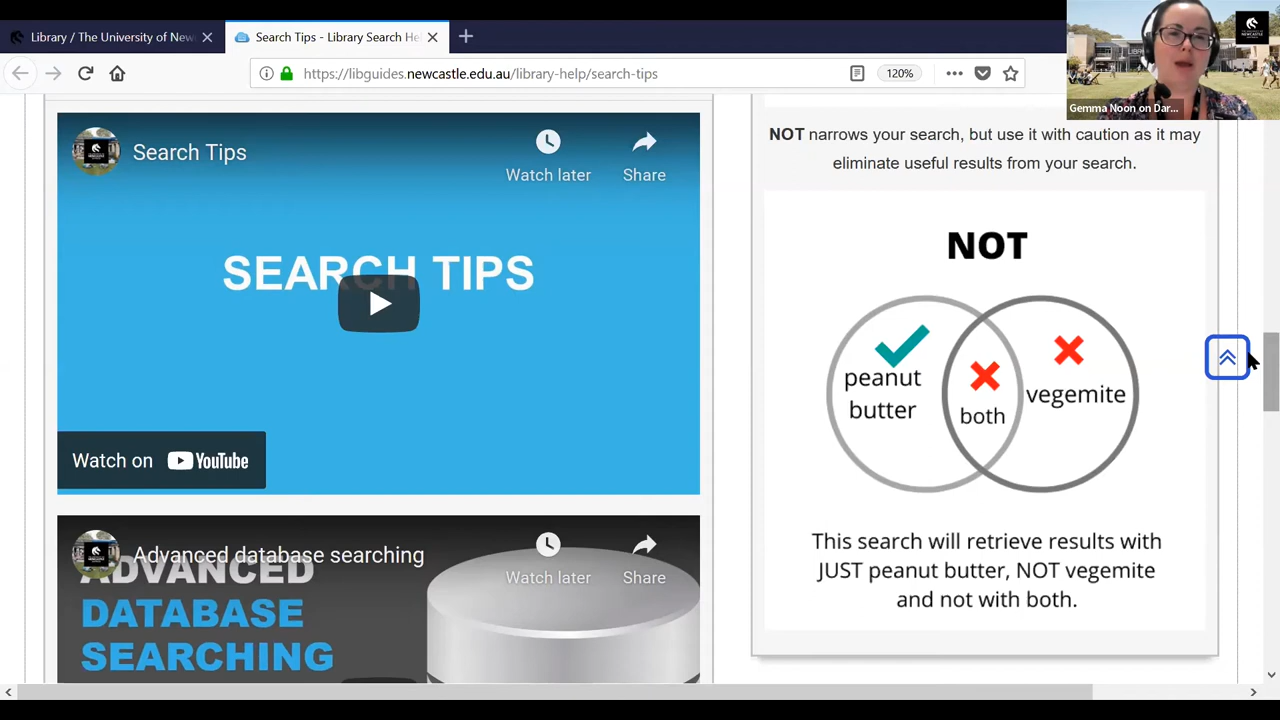 Library / The University of New
Search Tips - Library Search He
https://libguides.newcastle.edu.au/library-help/search-tips
120%
Gemma Noon on Dar...
Search Tips
Watch later
Share
SEARCH TIPS
Watch on YouTube
Advanced database searching
Watch later
Share
ADVANCED
DATABASE
SEARCHING
NOT narrows your search, but use it with caution as it may
eliminate useful results from your search.
NOT
peanut
butter
both
vegemite
This search will retrieve results with
JUST peanut butter, NOT vegemite
and not with both.